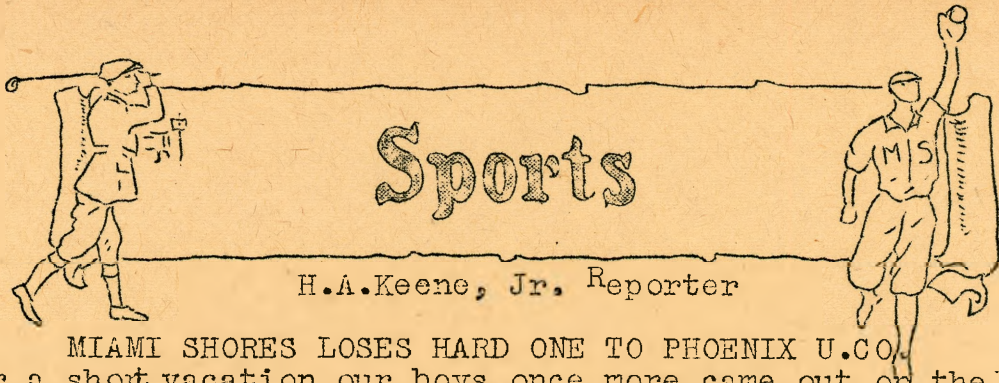 Sports
M S
H.A.Keene, Jr. Reporter
MIAMI SHORES LOSES HARD ONE TO PHOENIX U.CO.
a short vacation our boys once more came out on the